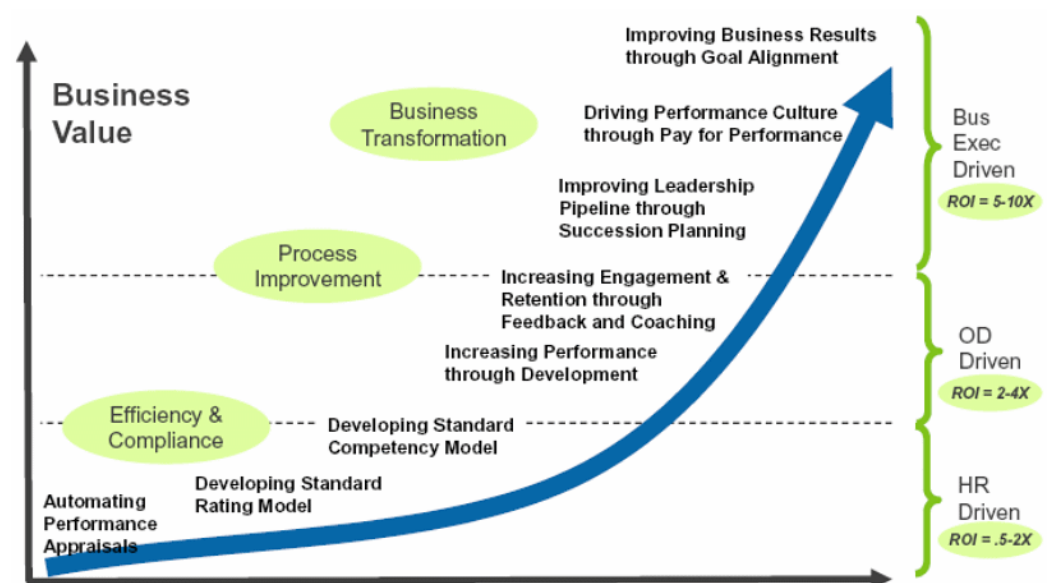 Improving Business Results
through Goal Alignment
Business
Value
Business
Transformation
Driving Performance Culture
through Pay for Performance
Bus
Exec
Driven
ROI = 5-10X
Improving Leadership
Pipeline through
Succession Planning
Process
Improvement
Increasing Engagement &
Retention through
Feedback and Coaching
Increasing Performance
through Development
OD
Driven
ROI = 2-4X
Efficiency &
Compliance
Developing Standard
Competency Model
Developing Standard
Rating Model
Automating
Performance
Appraisals
HR
Driven
ROI = .5-2X